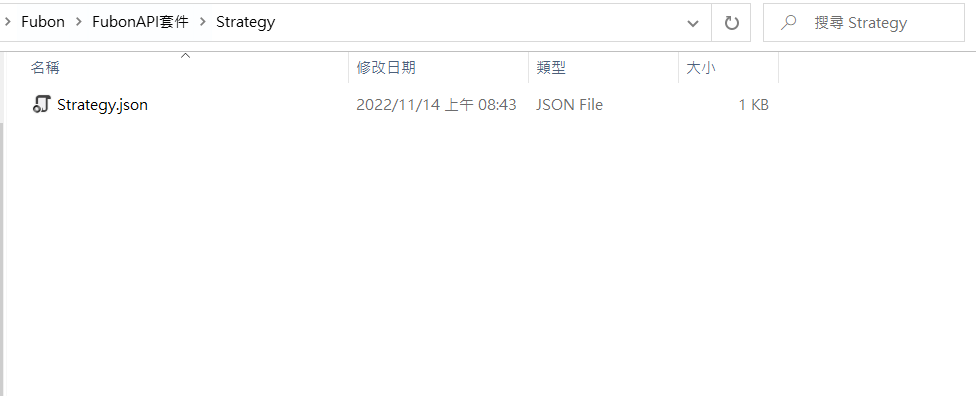 Fubon > FubonAPI套件 > Strategy
搜尋 Strategy
名稱 修改日期 類型 大小
Strategy.json 2022/11/14 上午 08:43 JSON File 1 KB